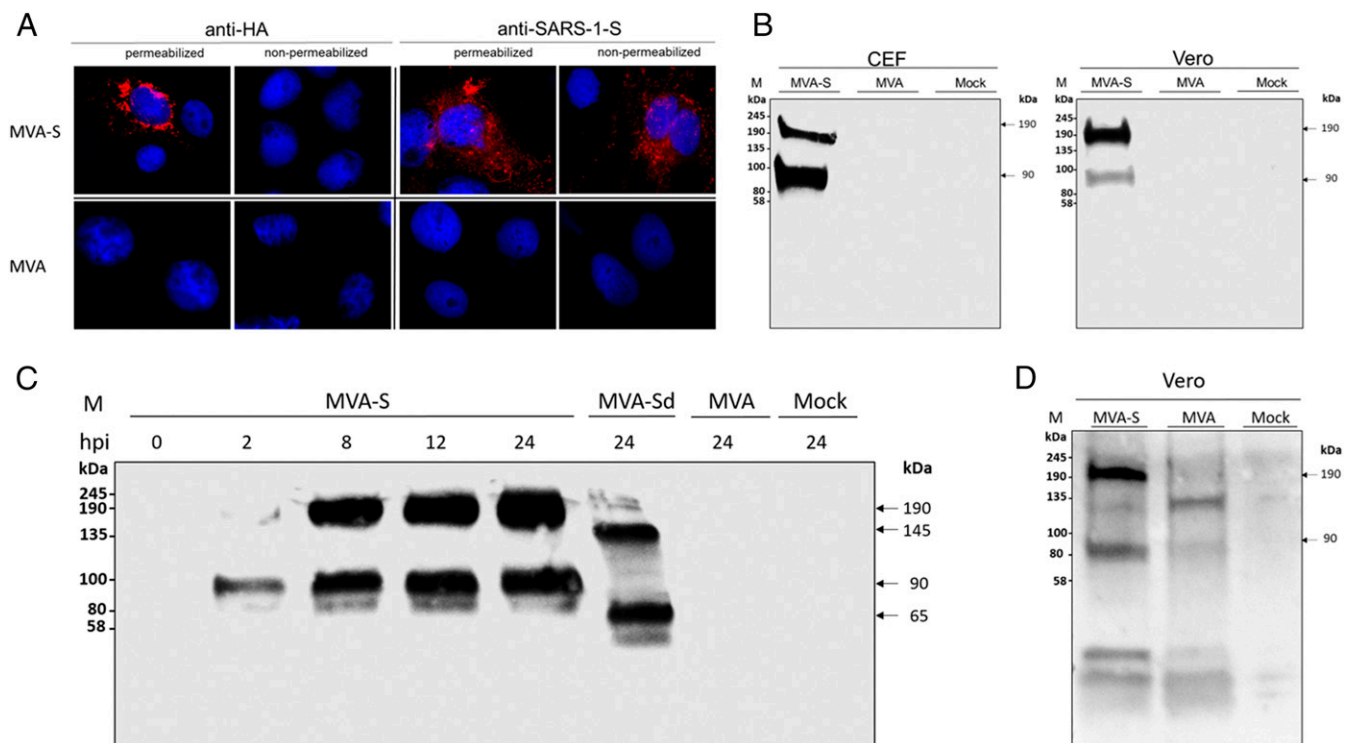 A
anti-HA
anti-SARS-1-S
permeabilized
non-permeabilized
permeabilized
non-permeabilized
MVA-S
MVA
B
CEF
M
MVA-S
MVA
Mock
kDa
kDa
245
190
135
100
80
58
190
90
Vero
M
MVA-S
MVA
Mock
kDa
kDa
245
190
135
100
80
58
190
90
C
M
MVA-S
MVA-Sd
MVA
Mock
hpi
0
2
8
12
24
24
24
24
kDa
kDa
245
190
135
100
80
58
190
145
90
65
D
Vero
M
MVA-S
MVA
Mock
kDa
kDa
245
190
135
100
80
58
190
90